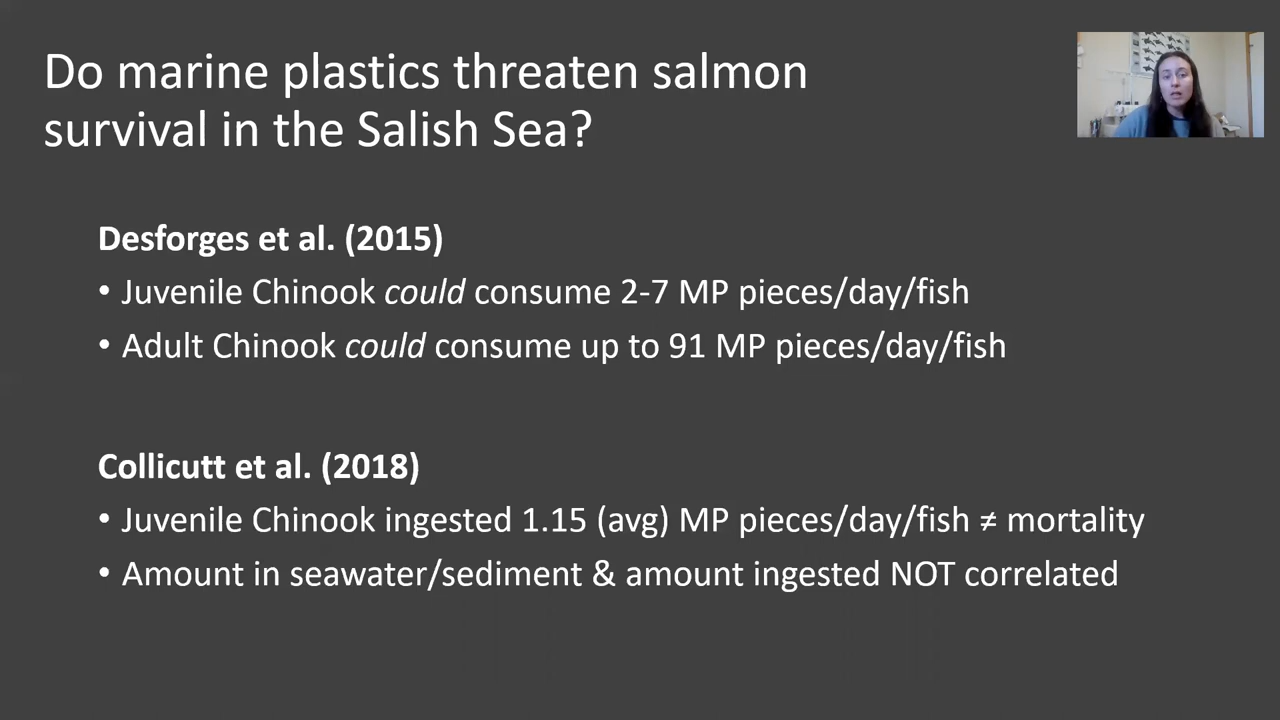 Do marine plastics threaten salmon
survival in the Salish Sea?
Desforges et al. (2015)
• Juvenile Chinook could consume 2-7 MP pieces/day/fish
• Adult Chinook could consume up to 91 MP pieces/day/fish
Collicutt et al. (2018)
• Juvenile Chinook ingested 1.15 (avg) MP pieces/day/fish ≠ mortality
• Amount in seawater/sediment & amount ingested NOT correlated